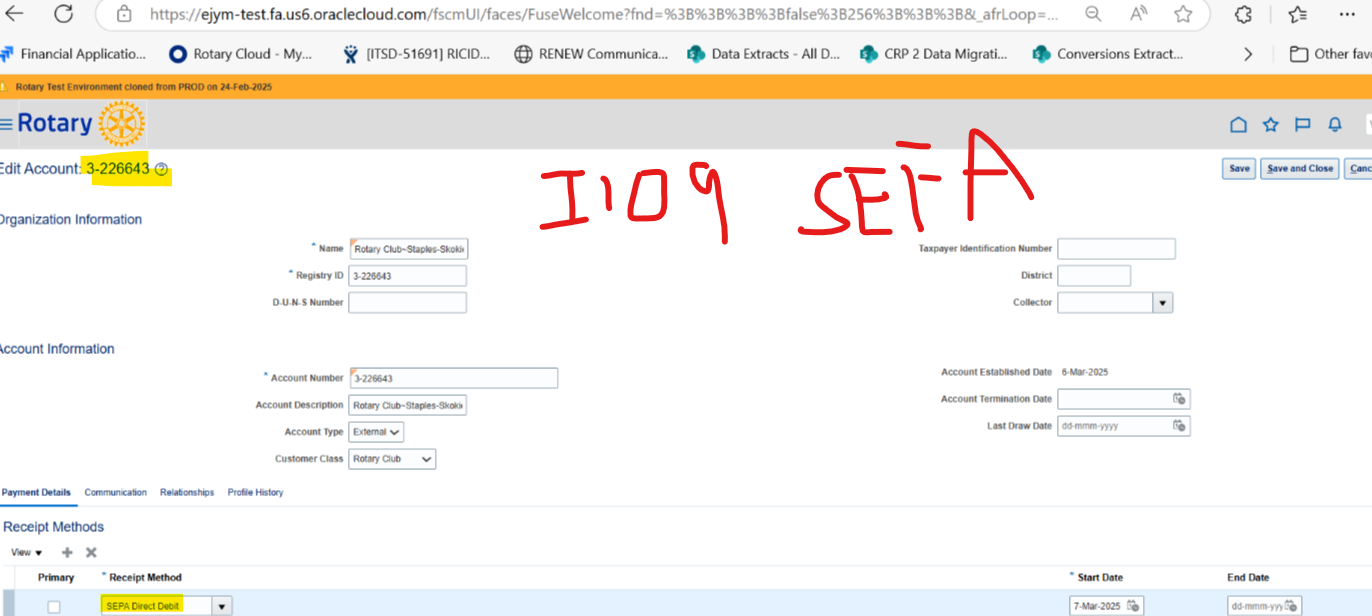 https://ejym-test.fa.us6.oraclecloud.com/fscmUI/faces/FuseWelcome?fnd=%3B%3B%3B%3Bfalse%3B256%3B%3B%3B&_afrLoop=...
Financial Applicatio... Rotary Cloud - My... [ITSD-51691] RICID... RENEW Communica... Data Extracts - All D... CRP 2 Data Migrati... Conversions Extract... Other fav
Rotary Test Environment cloned from PROD on 24-Feb-2025
Rotary
Edit Account: 3-226643
Save Save and Close Canc
I109 SEPA
Organization Information
* Name Rotary Club~Staples-Skokie
Taxpayer Identification Number
* Registry ID 3-226643
District
D-U-N-S Number
Collector
Account Information
* Account Number 3-226643
Account Established Date 6-Mar-2025
Account Description Rotary Club~Staples-Skokie
Account Termination Date
Account Type External
Last Draw Date dd-mmm-yyyy
Customer Class Rotary Club
Payment Details Communication Relationships Profile History
Receipt Methods
View
Primary * Receipt Method * Start Date End Date
SEPA Direct Debit 7-Mar-2025 dd-mmm-yyy